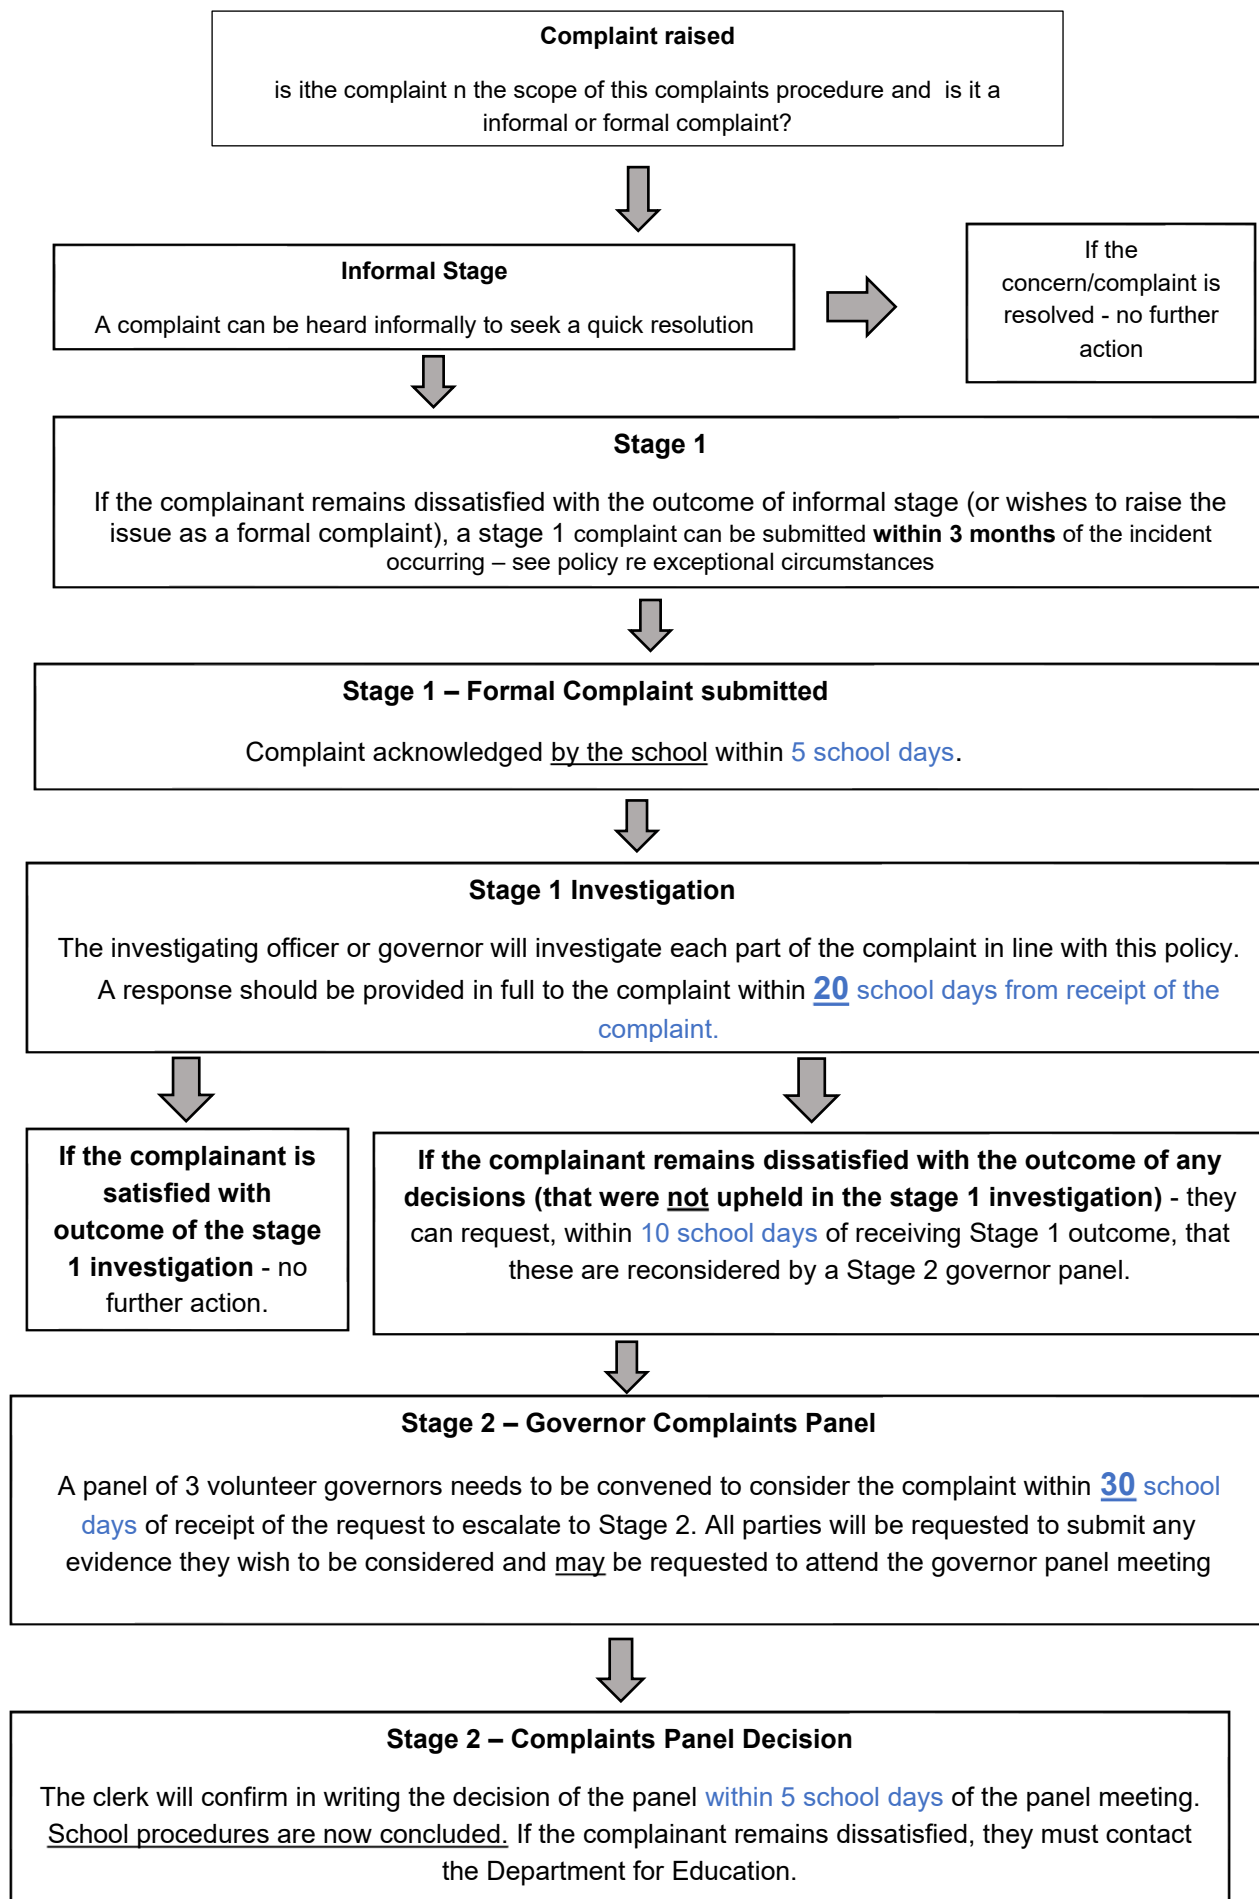 Complaint raised
is ithe complaint n the scope of this complaints procedure and  is it a
informal or formal complaint?
Informal Stage
A complaint can be heard informally to seek a quick resolution
If the
concern/complaint is
resolved - no further
action
Stage 1
If the complainant remains dissatisfied with the outcome of informal stage (or wishes to raise the
issue as a formal complaint), a stage 1 complaint can be submitted within 3 months of the incident
occurring – see policy re exceptional circumstances
Stage 1 – Formal Complaint submitted
Complaint acknowledged by the school within 5 school days.
Stage 1 Investigation
The investigating officer or governor will investigate each part of the complaint in line with this policy.
A response should be provided in full to the complaint within 20 school days from receipt of the
complaint.
If the complainant is
satisfied with
outcome of the stage
1 investigation - no
further action.
If the complainant remains dissatisfied with the outcome of any
decisions (that were not upheld in the stage 1 investigation) - they
can request, within 10 school days of receiving Stage 1 outcome, that
these are reconsidered by a Stage 2 governor panel.
Stage 2 – Governor Complaints Panel
A panel of 3 volunteer governors needs to be convened to consider the complaint within 30 school
days of receipt of the request to escalate to Stage 2. All parties will be requested to submit any
evidence they wish to be considered and may be requested to attend the governor panel meeting
Stage 2 – Complaints Panel Decision
The clerk will confirm in writing the decision of the panel within 5 school days of the panel meeting.
School procedures are now concluded. If the complainant remains dissatisfied, they must contact
the Department for Education.